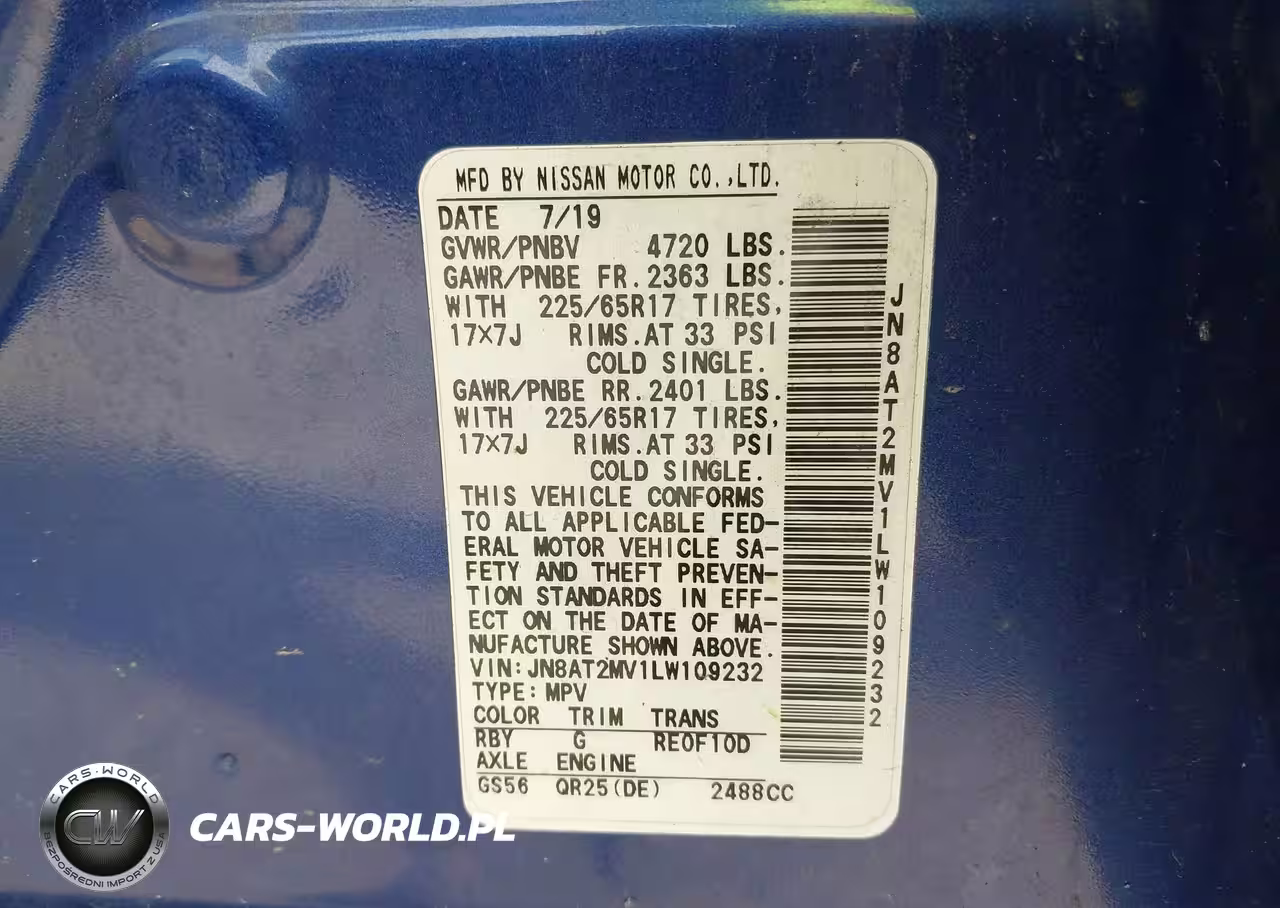 MFD BY NISSAN MOTOR CO.,LTD.
DATE 7/19
GVWR/PNBV 4720 LBS.
GAWR/PNBE FR.2363 LBS.
WITH 225/65R17 TIRES,
17×7J RIMS.AT 33 PSI
COLD SINGLE.
GAWR/PNBE RR.2401 LBS.
WITH 225/65R17 TIRES,
17×7J RIMS.AT 33 PSI
COLD SINGLE.
THIS VEHICLE CONFORMS
TO ALL APPLICABLE FED-
ERAL MOTOR VEHICLE SA-
FETY AND THEFT PREVEN-
TION STANDARDS IN EFF-
ECT ON THE DATE OF MA-
NUFACTURE SHOWN ABOVE.
VIN:JN8AT2MV1LW109232
TYPE:MPV
COLOR TRIM TRANS
RBY G RE0F10D
AXLE ENGINE
GS56 QR25(DE) 2488CC
JN8AT2MV1LW109232
CARS-WORLD
CW
BEZPOŚREDNI IMPORT Z USA
CARS-WORLD.PL